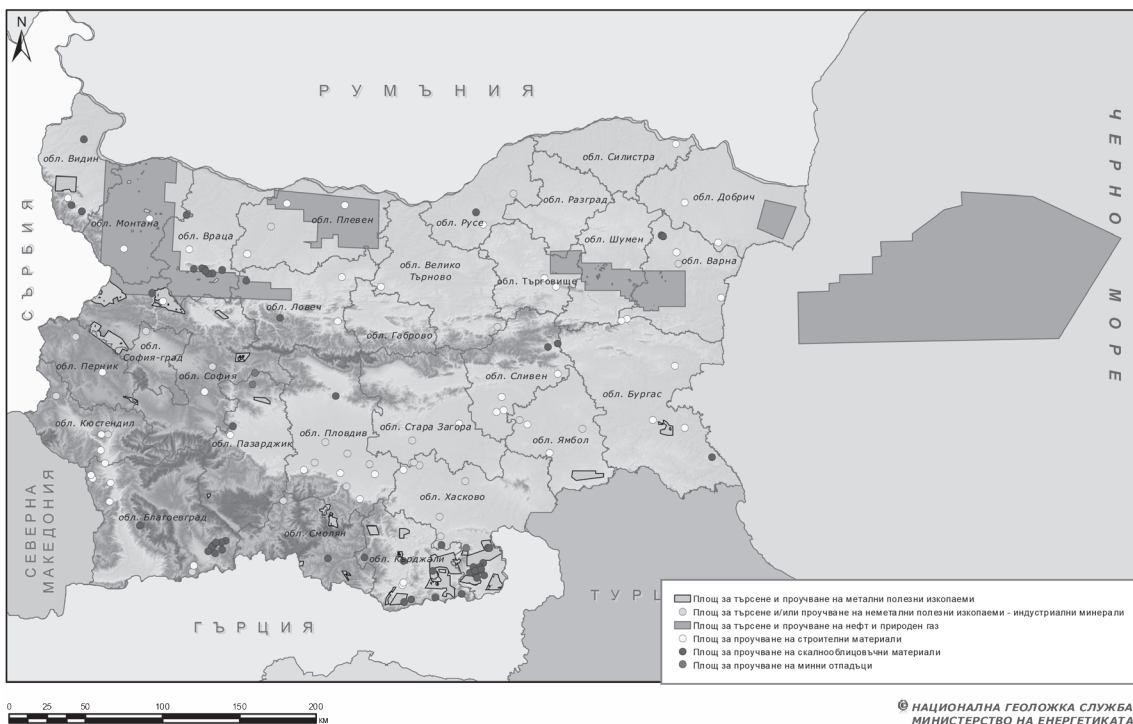 N
РУМЪНИЯ
ЧЕРНО МОРЕ
СЪРБИЯ
обл. Видин
обл. Монтана
обл. Враца
обл. Плевен
обл. Русе
обл. Силистра
обл. Разград
обл. Добрич
обл. Шумен
обл. Варна
обл. Велико
Търново
обл. Търговище
обл. Ловеч
обл. Габрово
обл.
София-град
обл. Перник
обл. София
обл. Сливен
обл. Бургас
обл. Кюстендил
обл. Пазарджик
обл. Пловдив
обл. Стара Загора
обл. Ямбол
обл. Хасково
обл. Благоевград
обл. Смолян
обл. Кърджали
СЕВЕРНА
МАКЕДОНИЯ
ГЪРЦИЯ
Площ за търсене и проучване на метални полезни изкопаеми
Площ за търсене и/или проучване на неметални полезни изкопаеми - индустриални минерали
Площ за търсене и проучване на нефт и природен газ
Площ за проучване на строителни материали
Площ за проучване на скалнооблицовъчни материали
Площ за проучване на минни отпадъци
0 25 50 100 150 200
КМ
© НАЦИОНАЛНА ГЕОЛОЖКА СЛУЖБА
МИНИСТЕРСТВО НА ЕНЕРГЕТИКАТА